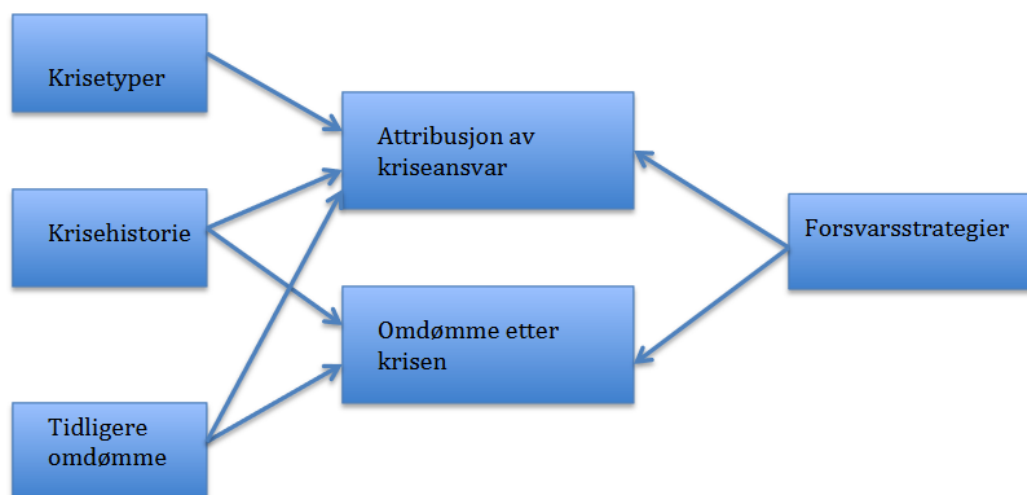 Krisetyper
Attribusjon av
kriseansvar
Krisehistorie
Forsvarsstrategier
Omdømme etter
krisen
Tidligere
omdømme